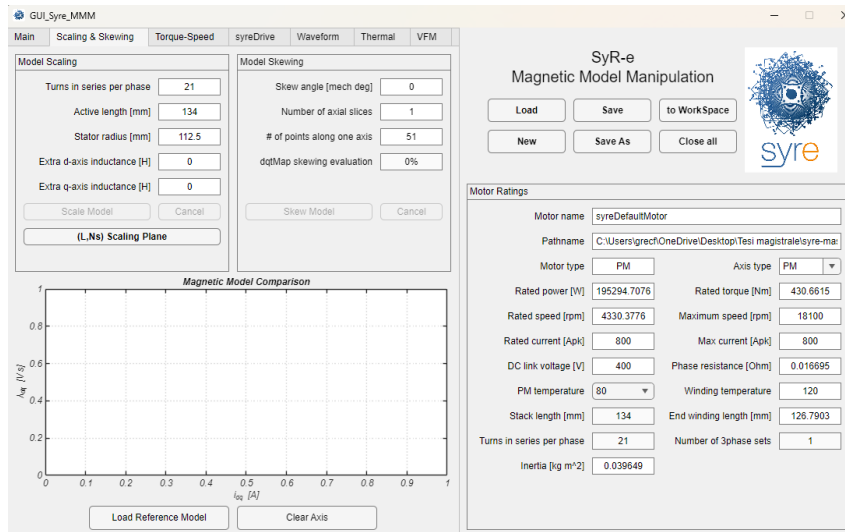 GUI_Syre_MMM
Main Scaling & Skewing Torque-Speed syreDrive Waveform Thermal VFM
Model Scaling
Turns in series per phase 21
Active length [mm] 134
Stator radius [mm] 112.5
Extra d-axis inductance [H] 0
Extra q-axis inductance [H] 0
Scale Model Cancel
(L,Ns) Scaling Plane
Model Skewing
Skew angle [mech deg] 0
Number of axial slices 1
# of points along one axis 51
dqtMap skewing evaluation 0%
Skew Model Cancel
Magnetic Model Comparison
1
0.8
0.6
0.4
0.2
0
λdq [V s]
0 0.1 0.2 0.3 0.4 0.5 0.6 0.7 0.8 0.9 1
idq [A]
Load Reference Model Clear Axis
SyR-e
Magnetic Model Manipulation
Load Save to WorkSpace
New Save As Close all
syre
Motor Ratings
Motor name syreDefaultMotor
Pathname C:\Users\grecf\OneDrive\Desktop\Tesi magistrale\syre-mas
Motor type PM Axis type PM
Rated power [W] 195294.7076 Rated torque [Nm] 430.6615
Rated speed [rpm] 4330.3776 Maximum speed [rpm] 18100
Rated current [Apk] 800 Max current [Apk] 800
DC link voltage [V] 400 Phase resistance [Ohm] 0.016695
PM temperature 80 Winding temperature 120
Stack length [mm] 134 End winding length [mm] 126.7903
Turns in series per phase 21 Number of 3phase sets 1
Inertia [kg m^2] 0.039649